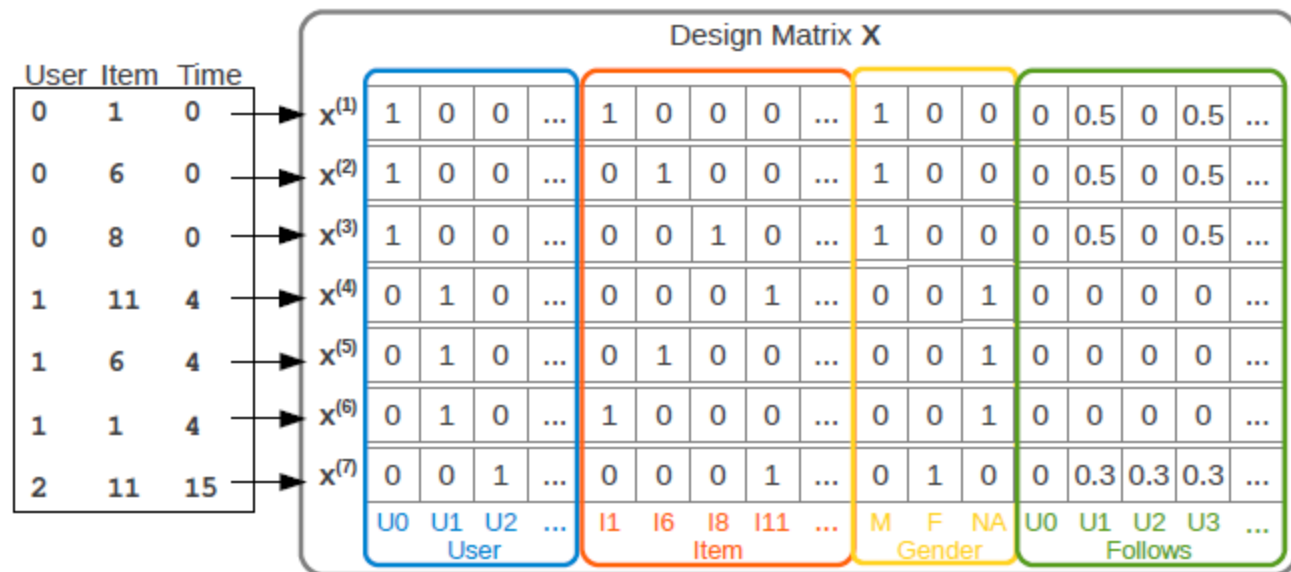 Design Matrix X
User Item Time
0 1 0 x(1) 1 0 0 ... 1 0 0 0 ... 1 0 0 0 0.5 0 0.5 ...
0 6 0 x(2) 1 0 0 ... 0 1 0 0 ... 1 0 0 0 0.5 0 0.5 ...
0 8 0 x(3) 1 0 0 ... 0 0 1 0 ... 1 0 0 0 0.5 0 0.5 ...
1 11 4 x(4) 0 1 0 ... 0 0 0 1 ... 0 0 1 0 0 0 0 ...
1 6 4 x(5) 0 1 0 ... 0 1 0 0 ... 0 0 1 0 0 0 0 ...
1 1 4 x(6) 0 1 0 ... 1 0 0 0 ... 0 0 1 0 0 0 0 ...
2 11 15 x(7) 0 0 1 ... 0 0 0 1 ... 0 1 0 0 0.3 0.3 0.3 ...
U0 U1 U2 ... I1 I6 I8 I11 ... M F NA U0 U1 U2 U3 ...
User Item Gender Follows